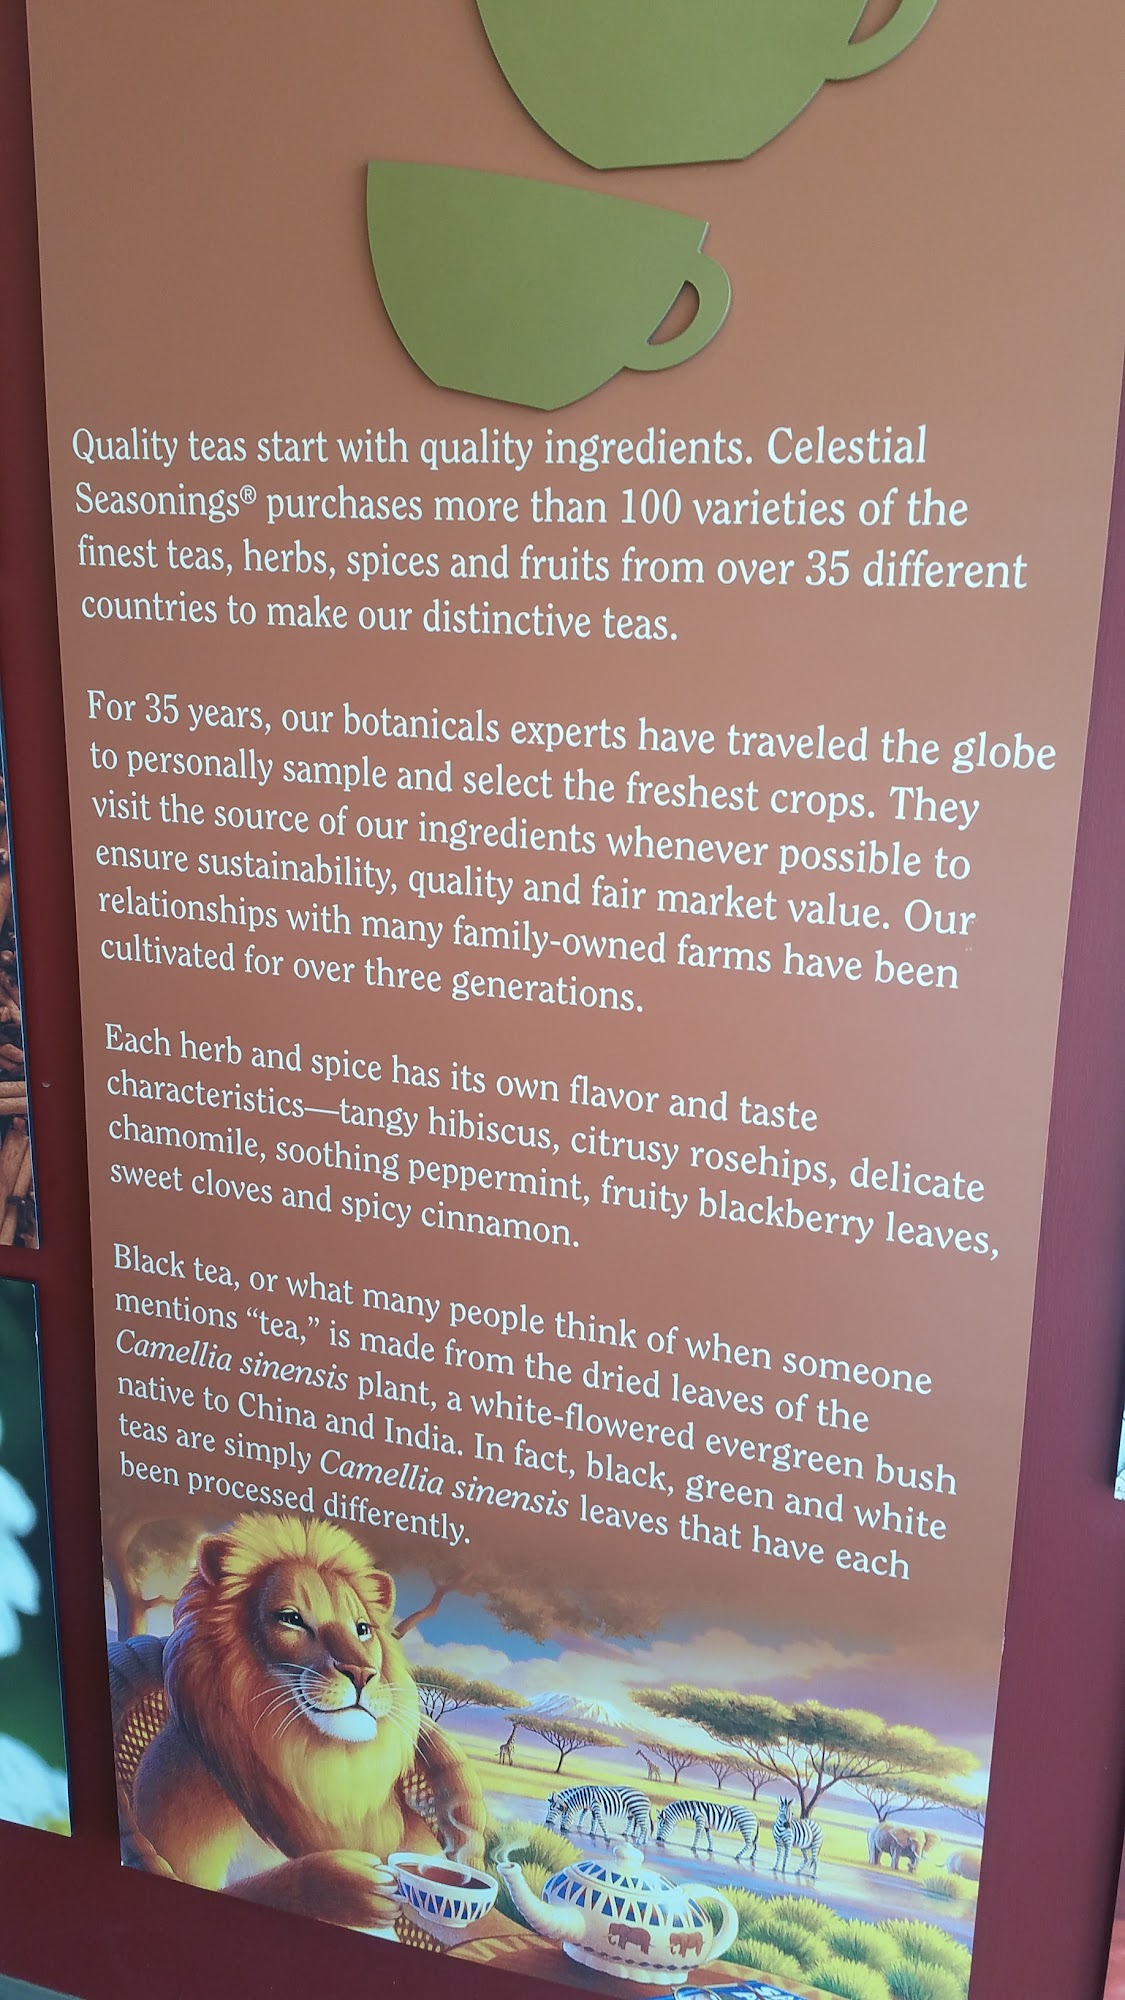 Quality teas start with quality ingredients. Celestial
Seasonings® purchases more than 100 varieties of the
finest teas, herbs, spices and fruits from over 35 different
countries to make our distinctive teas.
For 35 years, our botanicals experts have traveled the globe
to personally sample and select the freshest crops. They
visit the source of our ingredients whenever possible to
ensure sustainability, quality and fair market value. Our
relationships with many family-owned farms have been
cultivated for over three generations.
Each herb and spice has its own flavor and taste
characteristics—tangy hibiscus, citrusy rosehips, delicate
chamomile, soothing peppermint, fruity blackberry leaves,
sweet cloves and spicy cinnamon.
Black tea, or what many people think of when someone
mentions “tea,” is made from the dried leaves of the
Camellia sinensis plant, a white-flowered evergreen bush
native to China and India. In fact, black, green and white
teas are simply Camellia sinensis leaves that have each
been processed differently.